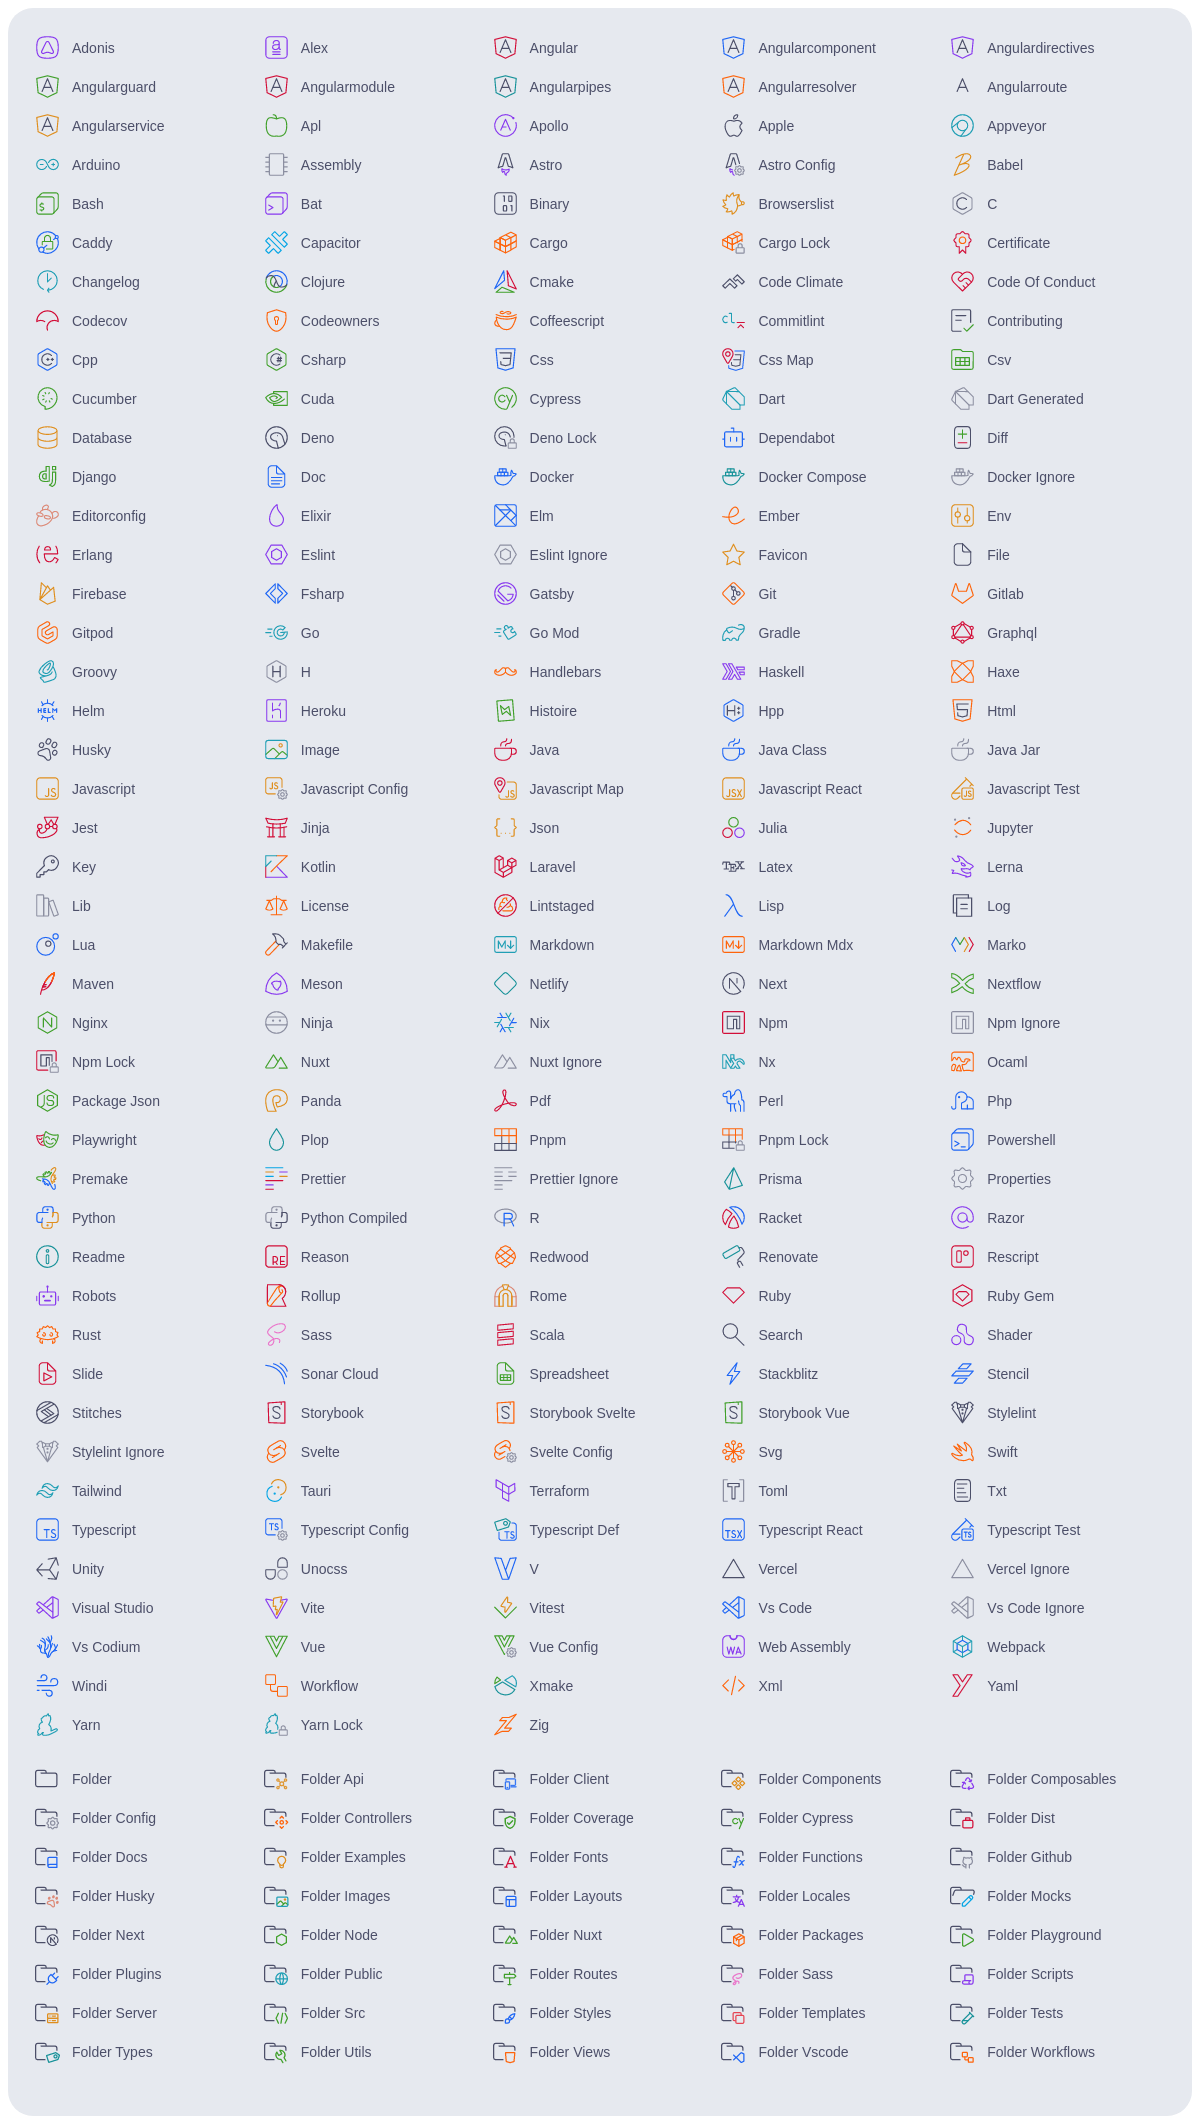 Adonis Alex Angular Angularcomponent Angulardirectives
Angularguard Angularmodule Angularpipes Angularresolver Angularroute
Angularservice Apl Apollo Apple Appveyor
Arduino Assembly Astro Astro Config Babel
Bash Bat Binary Browserslist C
Caddy Capacitor Cargo Cargo Lock Certificate
Changelog Clojure Cmake Code Climate Code Of Conduct
Codecov Codeowners Coffeescript Commitlint Contributing
Cpp Csharp Css Css Map Csv
Cucumber Cuda Cypress Dart Dart Generated
Database Deno Deno Lock Dependabot Diff
Django Doc Docker Docker Compose Docker Ignore
Editorconfig Elixir Elm Ember Env
Erlang Eslint Eslint Ignore Favicon File
Firebase Fsharp Gatsby Git Gitlab
Gitpod Go Go Mod Gradle Graphql
Groovy H Handlebars Haskell Haxe
Helm Heroku Histoire Hpp Html
Husky Image Java Java Class Java Jar
Javascript Javascript Config Javascript Map Javascript React Javascript Test
Jest Jinja Json Julia Jupyter
Key Kotlin Laravel Latex Lerna
Lib License Lintstaged Lisp Log
Lua Makefile Markdown Markdown Mdx Marko
Maven Meson Netlify Next Nextflow
Nginx Ninja Nix Npm Npm Ignore
Npm Lock Nuxt Nuxt Ignore Nx Ocaml
Package Json Panda Pdf Perl Php
Playwright Plop Pnpm Pnpm Lock Powershell
Premake Prettier Prettier Ignore Prisma Properties
Python Python Compiled R Racket Razor
Readme Reason Redwood Renovate Rescript
Robots Rollup Rome Ruby Ruby Gem
Rust Sass Scala Search Shader
Slide Sonar Cloud Spreadsheet Stackblitz Stencil
Stitches Storybook Storybook Svelte Storybook Vue Stylelint
Stylelint Ignore Svelte Svelte Config Svg Swift
Tailwind Tauri Terraform Toml Txt
Typescript Typescript Config Typescript Def Typescript React Typescript Test
Unity Unocss V Vercel Vercel Ignore
Visual Studio Vite Vitest Vs Code Vs Code Ignore
Vs Codium Vue Vue Config Web Assembly Webpack
Windi Workflow Xmake Xml Yaml
Yarn Yarn Lock Zig
Folder Folder Api Folder Client Folder Components Folder Composables
Folder Config Folder Controllers Folder Coverage Folder Cypress Folder Dist
Folder Docs Folder Examples Folder Fonts Folder Functions Folder Github
Folder Husky Folder Images Folder Layouts Folder Locales Folder Mocks
Folder Next Folder Node Folder Nuxt Folder Packages Folder Playground
Folder Plugins Folder Public Folder Routes Folder Sass Folder Scripts
Folder Server Folder Src Folder Styles Folder Templates Folder Tests
Folder Types Folder Utils Folder Views Folder Vscode Folder Workflows